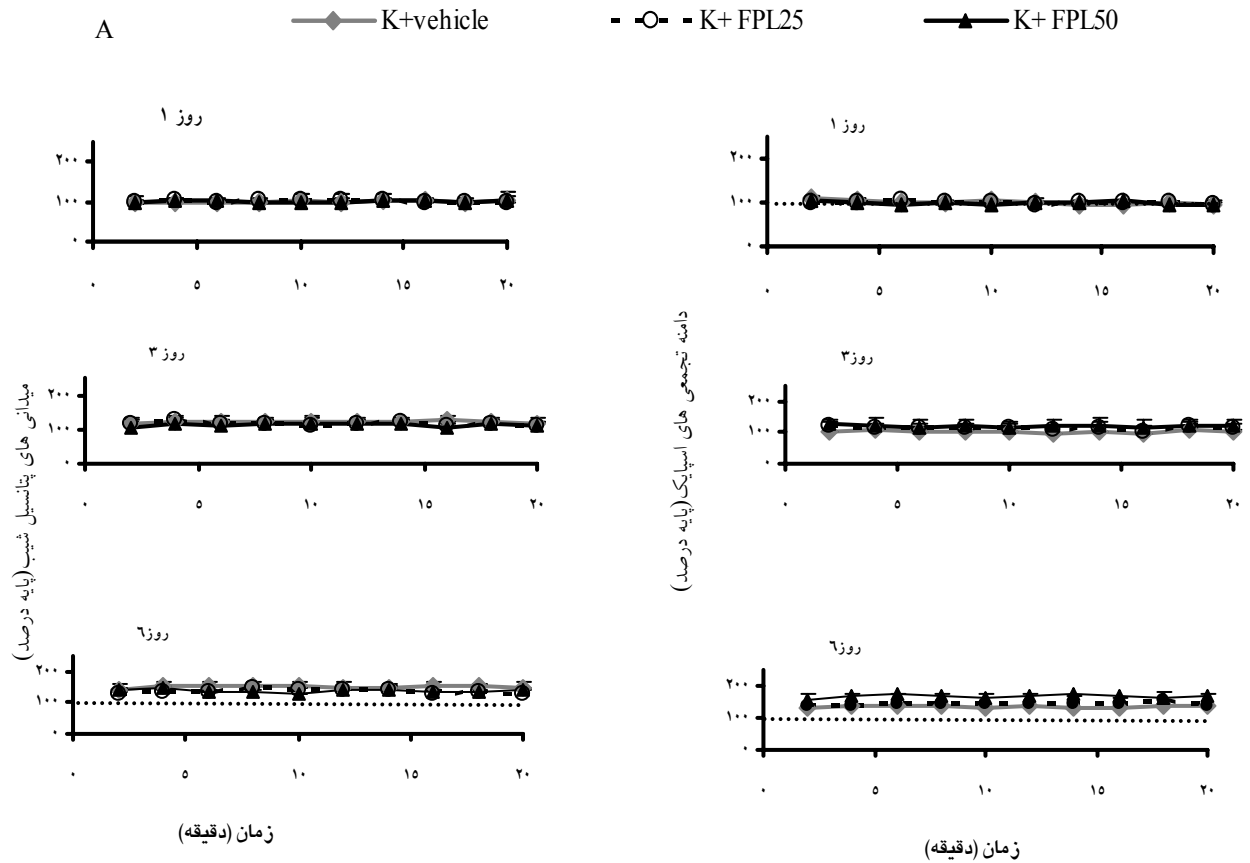 A
K+vehicle
K+ FPL25
K+ FPL50
روز ۱
۲۰۰
۱۰۰
۰
۰ ۵ ۱۰ ۱۵ ۲۰
روز ۱
۲۰۰
۱۰۰
۰
۰ ۵ ۱۰ ۱۵ ۲۰
روز ۳
۲۰۰
۱۰۰
۰
۰ ۵ ۱۰ ۱۵ ۲۰
روز۳
۲۰۰
۱۰۰
۰
۰ ۵ ۱۰ ۱۵ ۲۰
روز٦
۲۰۰
۱۰۰
۰
۰ ۵ ۱۰ ۱۵ ۲۰
روز٦
۲۰۰
۱۰۰
۰
۰ ۵ ۱۰ ۱۵ ۲۰
میدانی های پتانسیل شیب (پایه درصد)
دامنه تجمعی های اسپایک (پایه درصد)
زمان (دقیقه)
زمان (دقیقه)